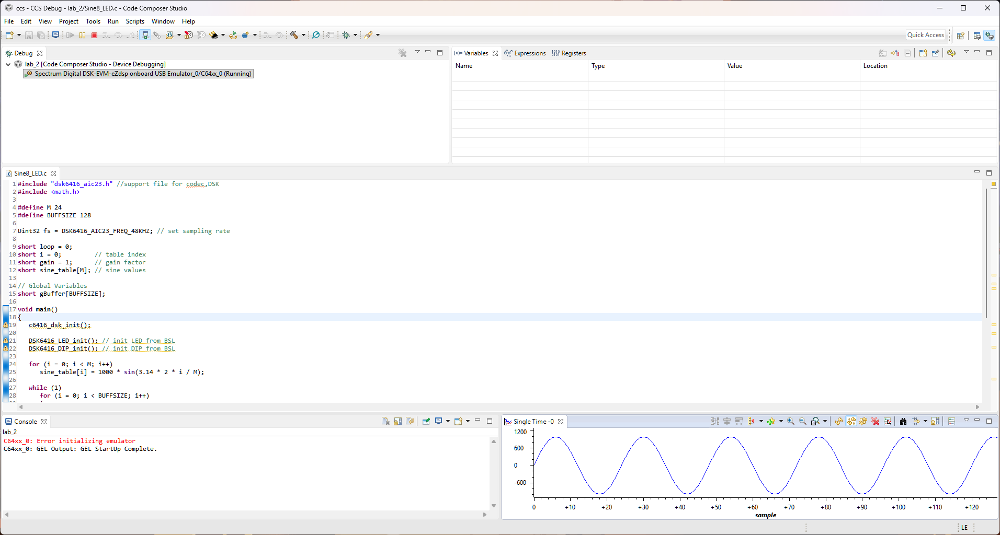 ccs - CCS Debug - lab_2/Sine8_LED.c - Code Composer Studio
File Edit View Project Tools Run Scripts Window Help
Quick Access
Debug
lab_2 [Code Composer Studio - Device Debugging]
Spectrum Digital DSK-EVM-eZdsp onboard USB Emulator_0/C64xx_0 (Running)
(x)= Variables Expressions 1010 0101 Registers
Name Type Value Location
Sine8_LED.c
1 #include "dsk6416_aic23.h" //support file for codec,DSK
2 #include <math.h>
3
4 #define M 24
5 #define BUFFSIZE 128
6
7 Uint32 fs = DSK6416_AIC23_FREQ_48KHZ; // set sampling rate
8
9 short loop = 0;
10 short i = 0; // table index
11 short gain = 1; // gain factor
12 short sine_table[M]; // sine values
13
14 // Global Variables
15 short gBuffer[BUFFSIZE];
16
17 void main()
18 {
19 c6416_dsk_init();
20
21 DSK6416_LED_init(); // init LED from BSL
22 DSK6416_DIP_init(); // init DIP from BSL
23
24 for (i = 0; i < M; i++)
25 sine_table[i] = 1000 * sin(3.14 * 2 * i / M);
26
27 while (1)
28 for (i = 0; i < BUFFSIZE; i++)
Console
lab_2
C64xx_0: Error initializing emulator
C64xx_0: GEL Output: GEL StartUp Complete.
Single Time -0
1200
600
0
-600
0 +10 +20 +30 +40 +50 +60 +70 +80 +90 +100 +110 +120
sample
LE